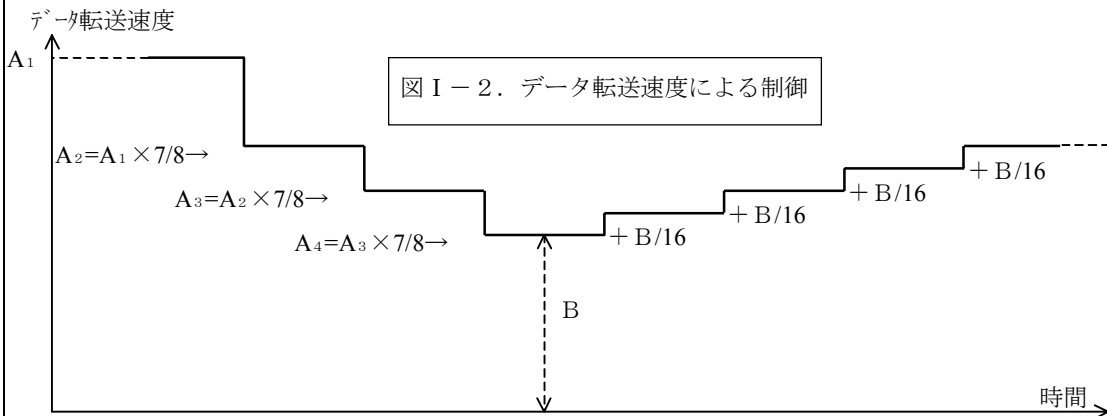 データ転送速度
A₁
図Ⅰ－２．データ転送速度による制御
A₂=A₁×7/8→
A₃=A₂×7/8→
A₄=A₃×7/8→
＋Ｂ/16
＋Ｂ/16
＋Ｂ/16
＋Ｂ/16
Ｂ
時間